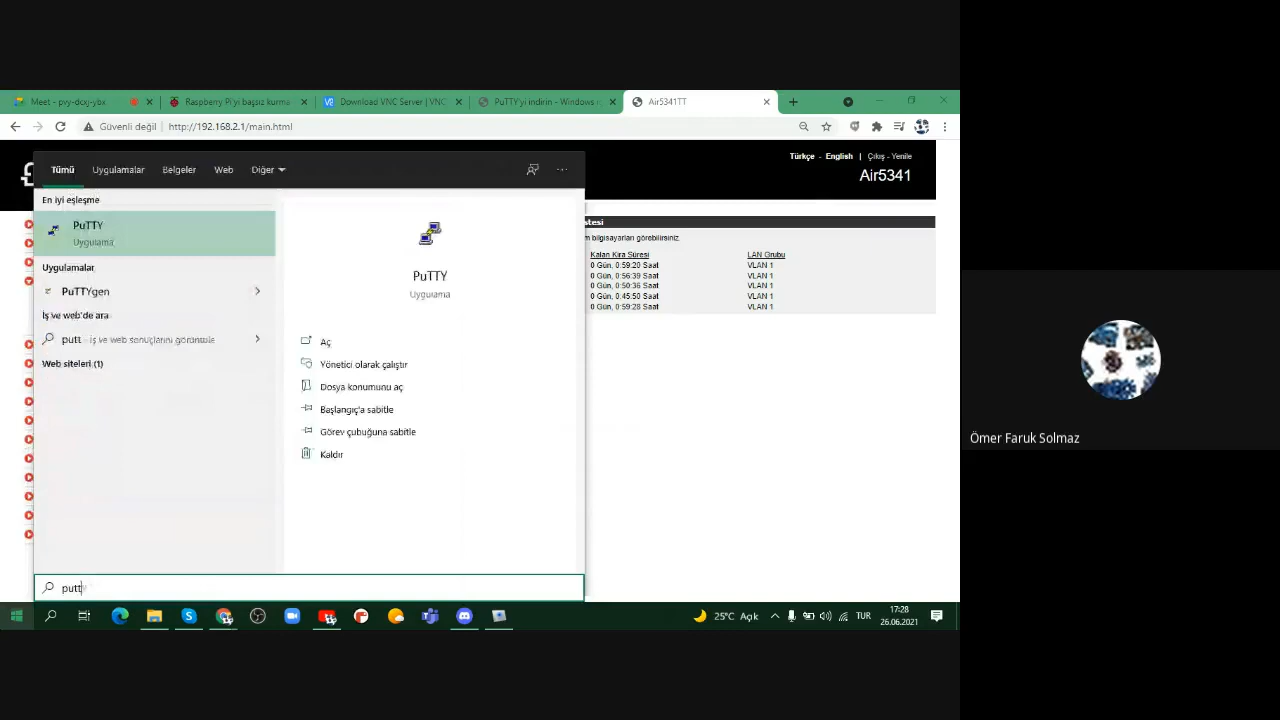 Meet - pvy-dcxj-ybx
Raspberry Pi'yi başsız kurma
Download VNC Server | VNC
PuTTY'yi indirin - Windows i
Air5341TT
Güvenli değil | http://192.168.2.1/main.html
Türkçe - English | Çıkış - Yenile
Air5341
Tümü Uygulamalar Belgeler Web Diğer
En iyi eşleşme
PuTTY
Uygulama
Uygulamalar
PuTTYgen
İş ve web'de ara
putt - iş ve web sonuçlarını görüntüle
Web siteleri (1)
PuTTY
Uygulama
Aç
Yönetici olarak çalıştır
Dosya konumunu aç
Başlangıç'a sabitle
Görev çubuğuna sabitle
Kaldır
stesi
bilgisayarları görebilirsiniz.
Kalan Kira Süresi LAN Grubu
0 Gün, 0:59:20 Saat VLAN 1
0 Gün, 0:56:39 Saat VLAN 1
0 Gün, 0:50:36 Saat VLAN 1
0 Gün, 0:45:50 Saat VLAN 1
0 Gün, 0:59:28 Saat VLAN 1
putty
25°C Açık
TUR
17:28
26.06.2021
Ömer Faruk Solmaz